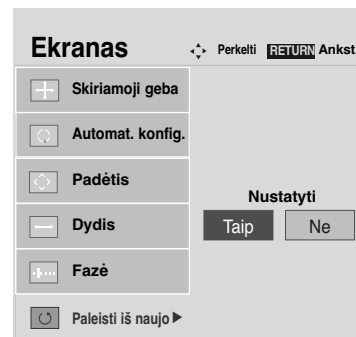 Ekranas
Perkelti RETURN Ankst
Skiriamoji geba
Automat. konfig.
Padėtis
Dydis
Fazė
Paleisti iš naujo
Nustatyti
Taip Ne